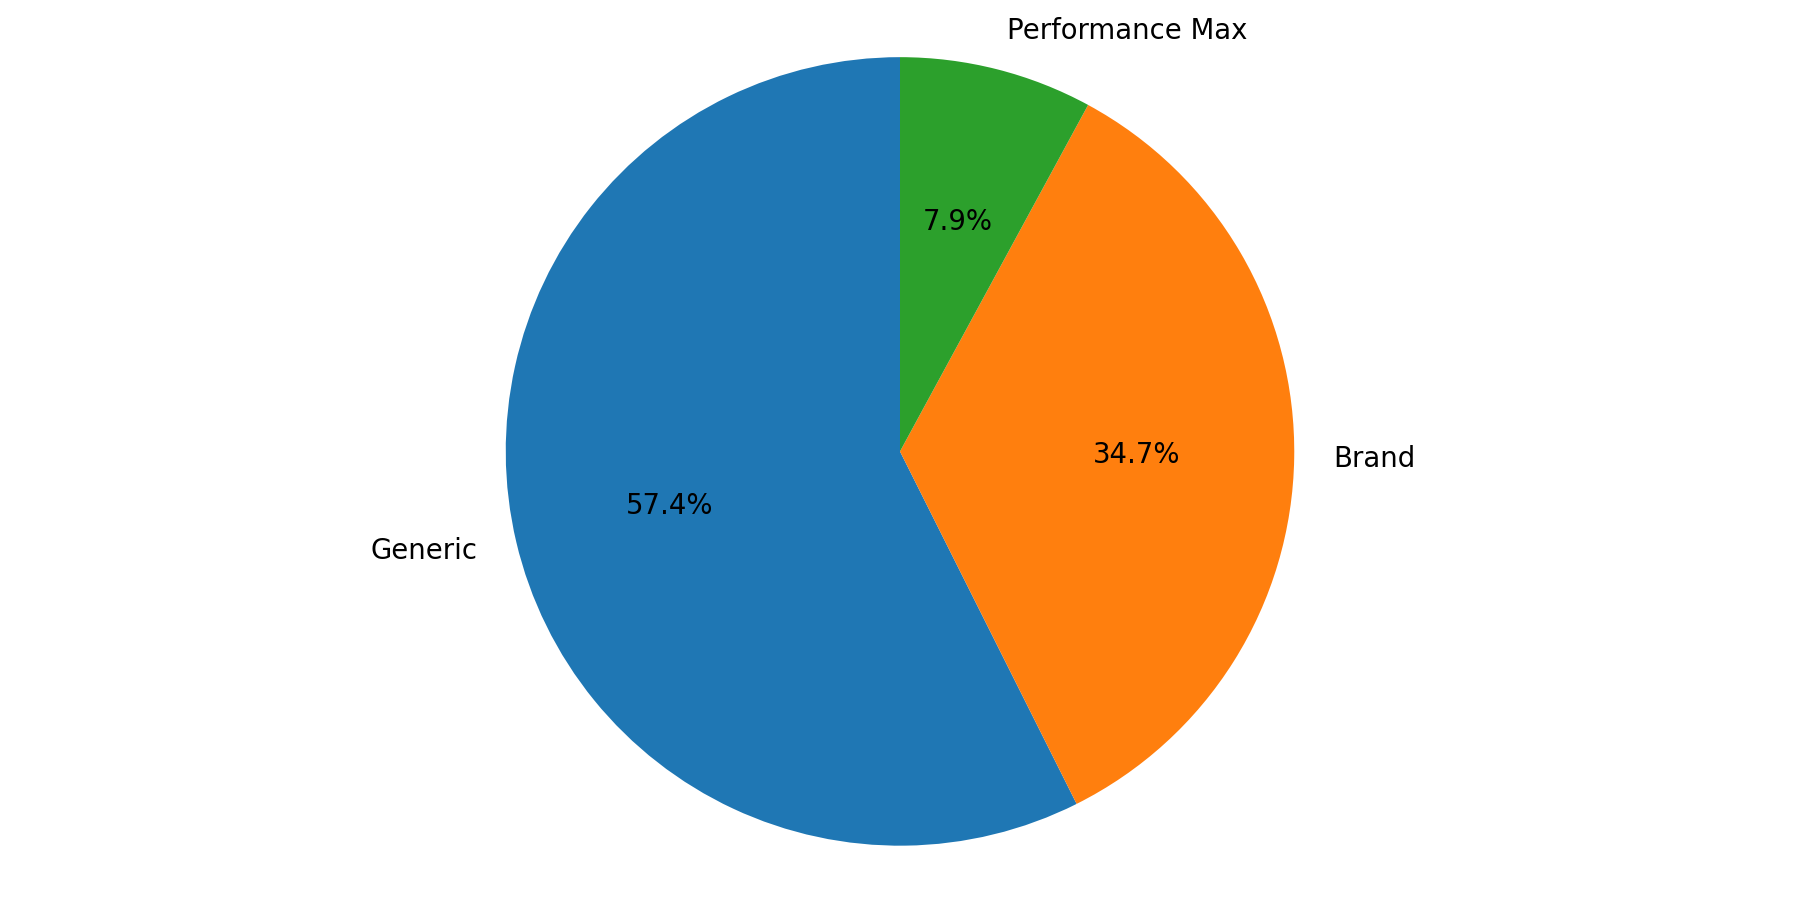 Performance Max
7.9%
34.7%
Brand
57.4%
Generic